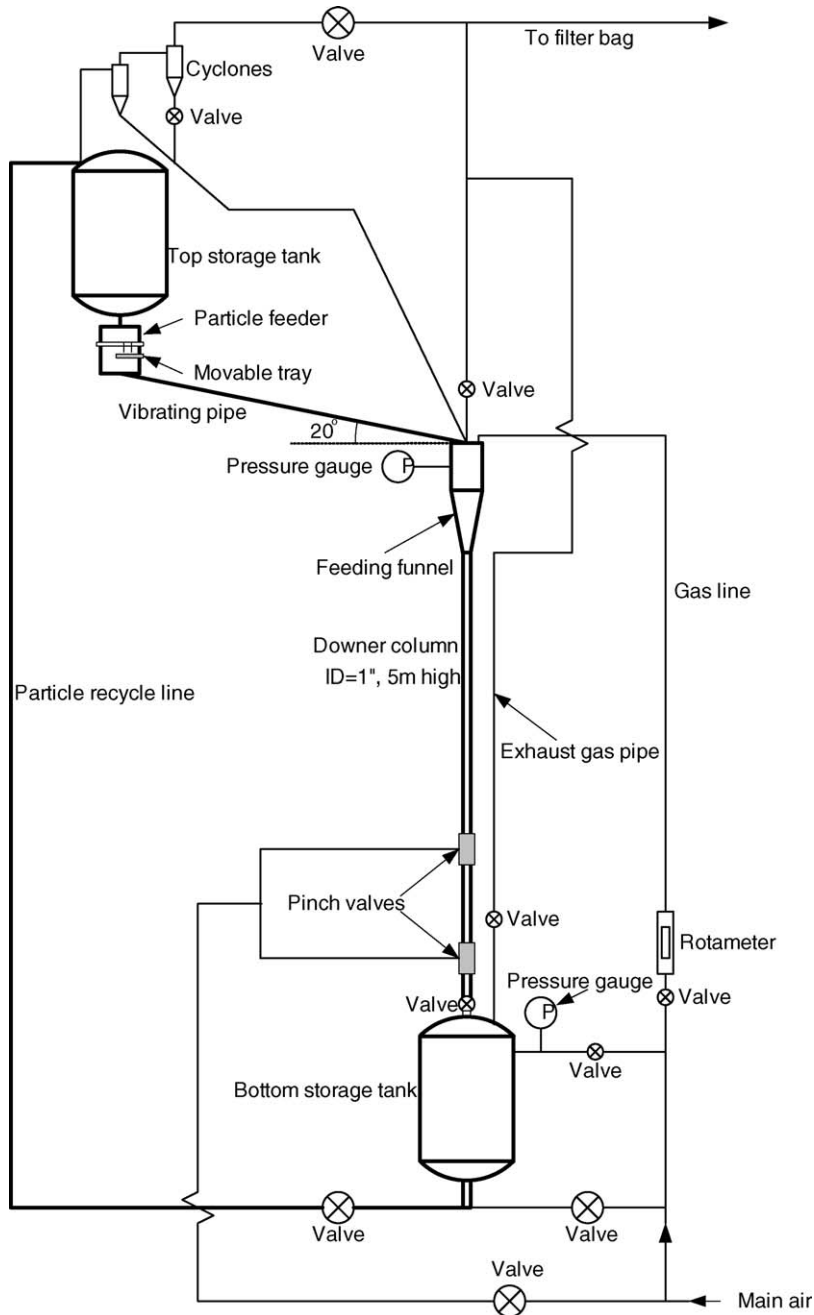 To filter bag
Valve
Cyclones
Valve
Top storage tank
Particle feeder
Movable tray
Valve
Vibrating pipe
20°
Pressure gauge
P
Feeding funnel
Gas line
Downer column
ID=1", 5m high
Particle recycle line
Exhaust gas pipe
Pinch valves
Valve
Rotameter
Pressure gauge
Valve
Valve
P
Valve
Bottom storage tank
Valve
Valve
Valve
Main air